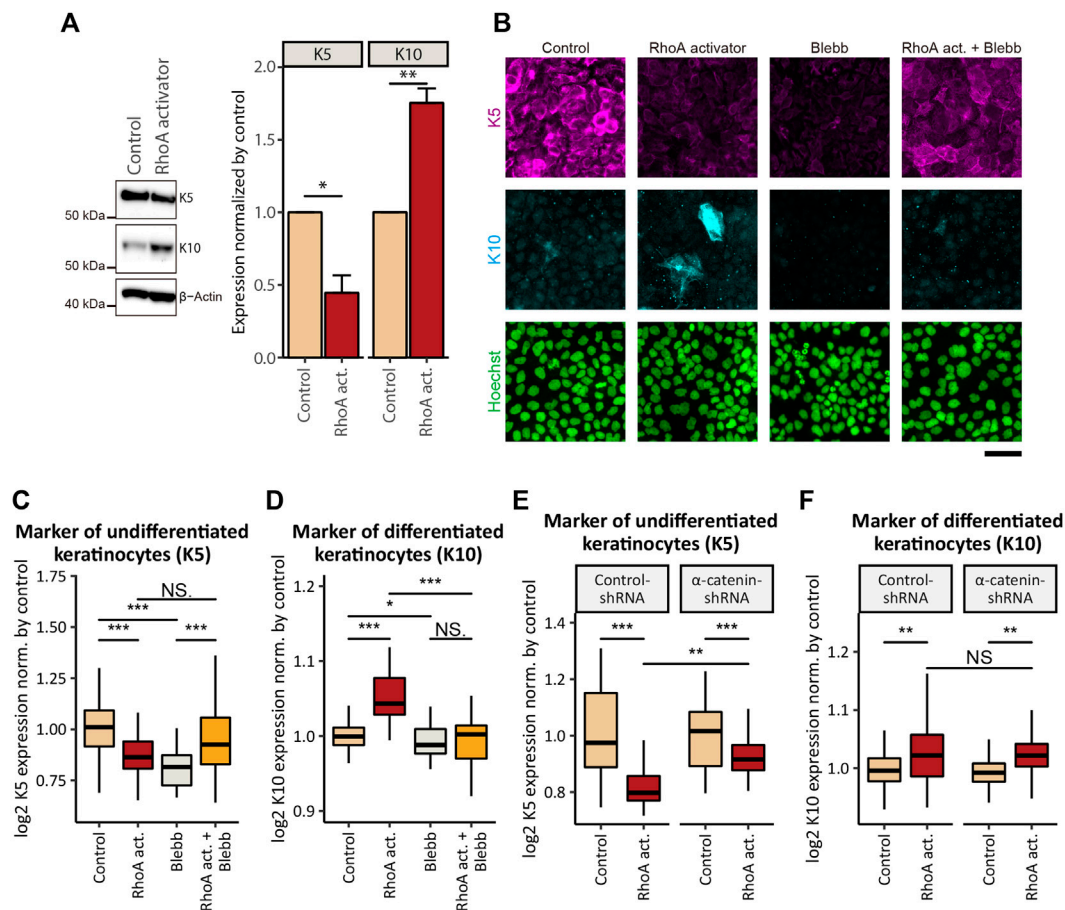 A
Control
RhoA activator
K5
50 kDa
K10
50 kDa
β−Actin
40 kDa
Expression normalized by control
K5
K10
2.0
1.5
1.0
0.5
0.0
*
**
Control
RhoA act.
Control
RhoA act.
B
Control
RhoA activator
Blebb
RhoA act. + Blebb
K5
K10
Hoechst
C
Marker of undifferentiated
keratinocytes (K5)
log2 K5 expression norm. by control
1.75
1.50
1.25
1.00
0.75
NS.
***
***
***
Control
RhoA act.
Blebb
RhoA act. +
Blebb
D
Marker of differentiated
keratinocytes (K10)
log2 K10 expression norm. by control
1.2
1.1
1.0
0.9
***
*
***
NS.
Control
RhoA act.
Blebb
RhoA act. +
Blebb
E
Marker of undifferentiated
keratinocytes (K5)
Control-
shRNA
α-catenin-
shRNA
log2 K5 expression norm. by control
1.4
1.2
1.0
0.8
***
***
**
Control
RhoA act.
Control
RhoA act.
F
Marker of differentiated
keratinocytes (K10)
Control-
shRNA
α-catenin-
shRNA
log2 K10 expression norm. by control
1.2
1.1
1.0
**
**
NS
Control
RhoA act.
Control
RhoA act.